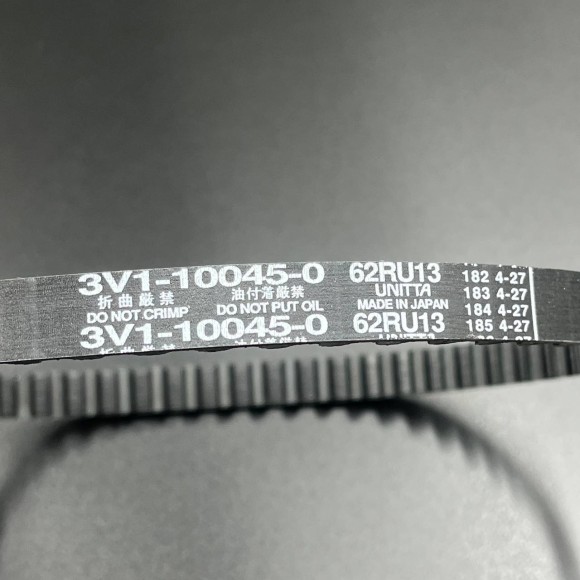 3V1-10045-0 62RU13 182 4-27
折曲厳禁 油付着厳禁 UNITTA 183 4-27
DO NOT CRIMP DO NOT PUT OIL MADE IN JAPAN 184 4-27
3V1-10045-0 62RU13 185 4-27